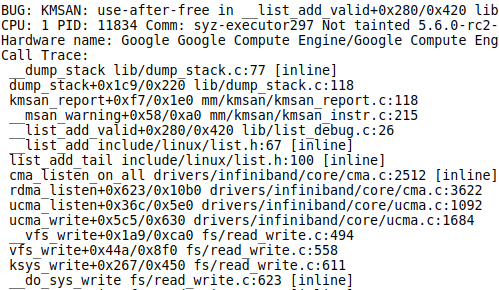 BUG: KMSAN: use-after-free in __list_add_valid+0x280/0x420 lib
CPU: 1 PID: 11834 Comm: syz-executor297 Not tainted 5.6.0-rc2-
Hardware name: Google Google Compute Engine/Google Compute Eng
Call Trace:
__dump_stack lib/dump_stack.c:77 [inline]
dump_stack+0x1c9/0x220 lib/dump_stack.c:118
kmsan_report+0xf7/0x1e0 mm/kmsan/kmsan_report.c:118
__msan_warning+0x58/0xa0 mm/kmsan/kmsan_instr.c:215
__list_add_valid+0x280/0x420 lib/list_debug.c:26
__list_add include/linux/list.h:67 [inline]
list_add_tail include/linux/list.h:100 [inline]
cma_listen_on_all drivers/infiniband/core/cma.c:2512 [inline]
rdma_listen+0x623/0x10b0 drivers/infiniband/core/cma.c:3622
ucma_listen+0x36c/0x5e0 drivers/infiniband/core/ucma.c:1092
ucma_write+0x5c5/0x630 drivers/infiniband/core/ucma.c:1684
__vfs_write+0x1a9/0xca0 fs/read_write.c:494
vfs_write+0x44a/0x8f0 fs/read_write.c:558
ksys_write+0x267/0x450 fs/read_write.c:611
__do_sys_write fs/read_write.c:623 [inline]